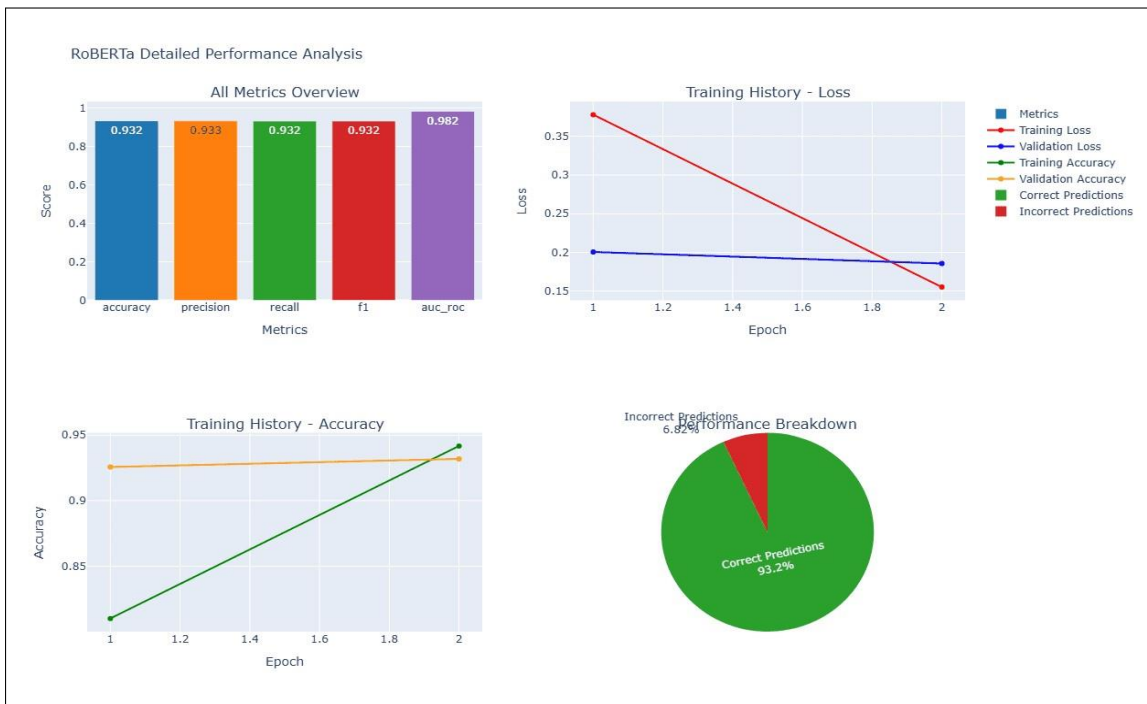 RoBERTa Detailed Performance Analysis
All Metrics Overview
1
0.8
0.6
0.4
0.2
0
Score
0.932
0.933
0.932
0.932
0.982
accuracy
precision
recall
f1
auc_roc
Metrics
Training History - Loss
0.35
0.3
0.25
0.2
0.15
Loss
1
1.2
1.4
1.6
1.8
2
Epoch
Metrics
Training Loss
Validation Loss
Training Accuracy
Validation Accuracy
Correct Predictions
Incorrect Predictions
Training History - Accuracy
0.95
0.9
0.85
Accuracy
1
1.2
1.4
1.6
1.8
2
Epoch
Performance Breakdown
Incorrect Predictions
6.82%
Correct Predictions
93.2%